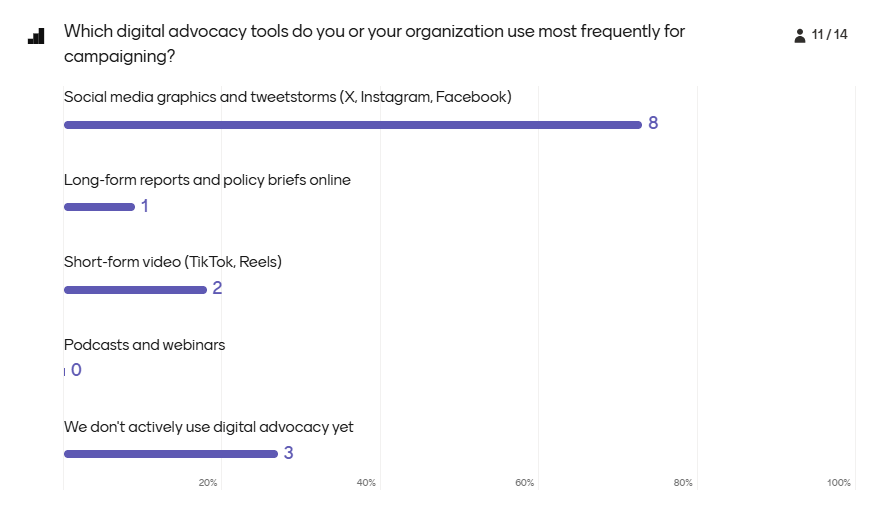 Which digital advocacy tools do you or your organization use most frequently for
campaigning?
11 / 14
Social media graphics and tweetstorms (X, Instagram, Facebook)
8
Long-form reports and policy briefs online
1
Short-form video (TikTok, Reels)
2
Podcasts and webinars
0
We don't actively use digital advocacy yet
3
20% 40% 60% 80% 100%